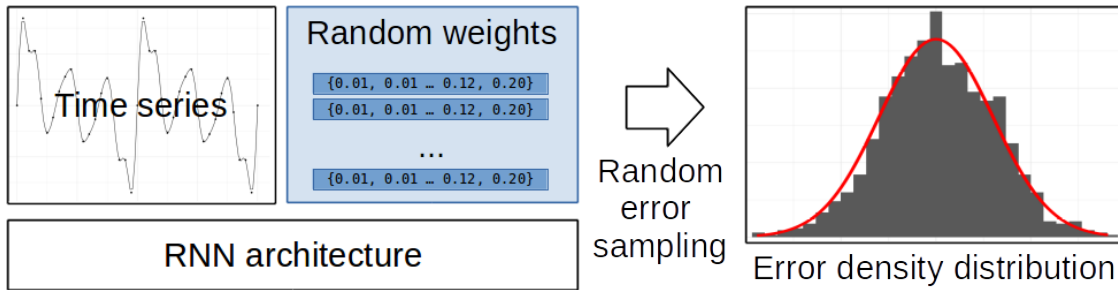 Time series
Random weights
{0.01, 0.01 … 0.12, 0.20}
{0.01, 0.01 … 0.12, 0.20}
...
{0.01, 0.01 … 0.12, 0.20}
RNN architecture
Random
error
sampling
Error density distribution